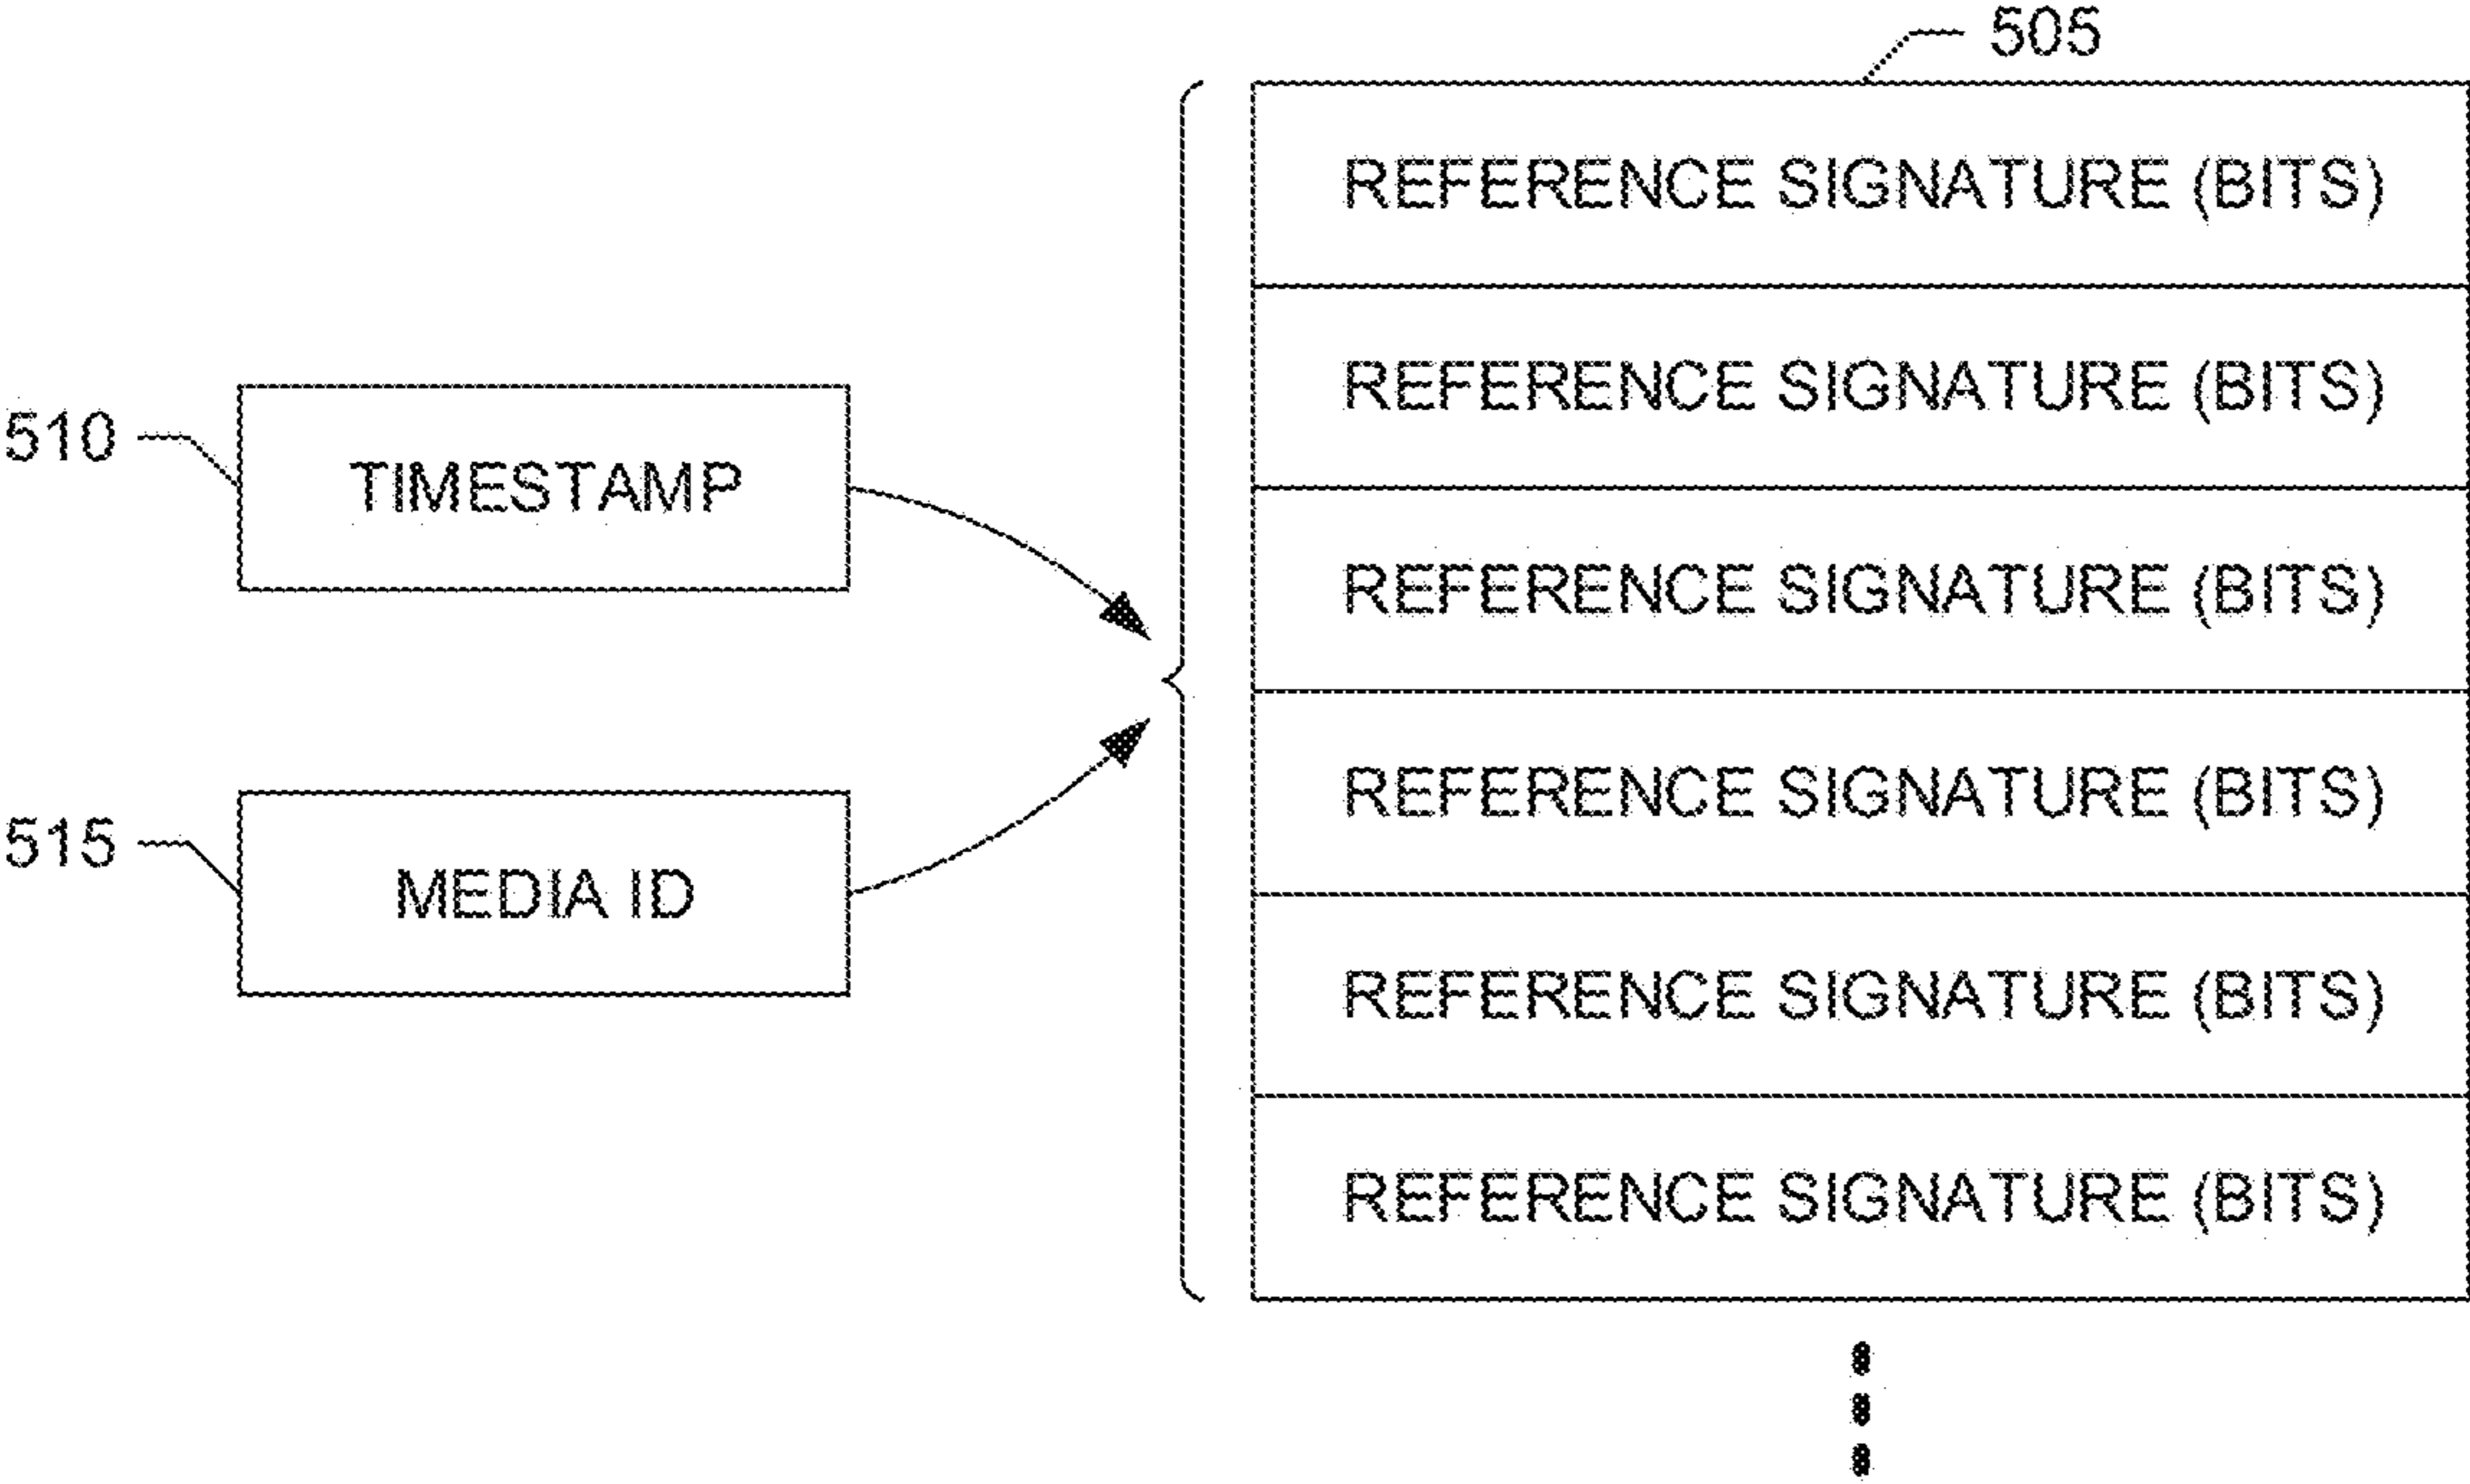 505
REFERENCE SIGNATURE (BITS)
REFERENCE SIGNATURE (BITS)
510
TIMESTAMP
REFERENCE SIGNATURE (BITS)
REFERENCE SIGNATURE (BITS)
515
MEDIA ID
REFERENCE SIGNATURE (BITS)
REFERENCE SIGNATURE (BITS)